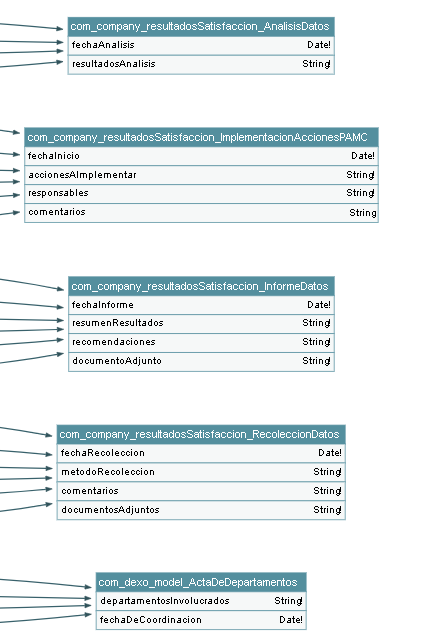 com_company_resultadosSatisfaccion_AnalisisDatos
fechaAnalisis Date!
resultadosAnalisis String!
com_company_resultadosSatisfaccion_ImplementacionAccionesPAMC
fechaInicio Date!
accionesAImplementar String!
responsables String!
comentarios String
com_company_resultadosSatisfaccion_InformeDatos
fechaInforme Date!
resumenResultados String!
recomendaciones String!
documentoAdjunto String!
com_company_resultadosSatisfaccion_RecoleccionDatos
fechaRecoleccion Date!
metodoRecoleccion String!
comentarios String!
documentosAdjuntos String!
com_dexo_model_ActaDeDepartamentos
departamentosInvolucrados String!
fechaDeCoordinacion Date!